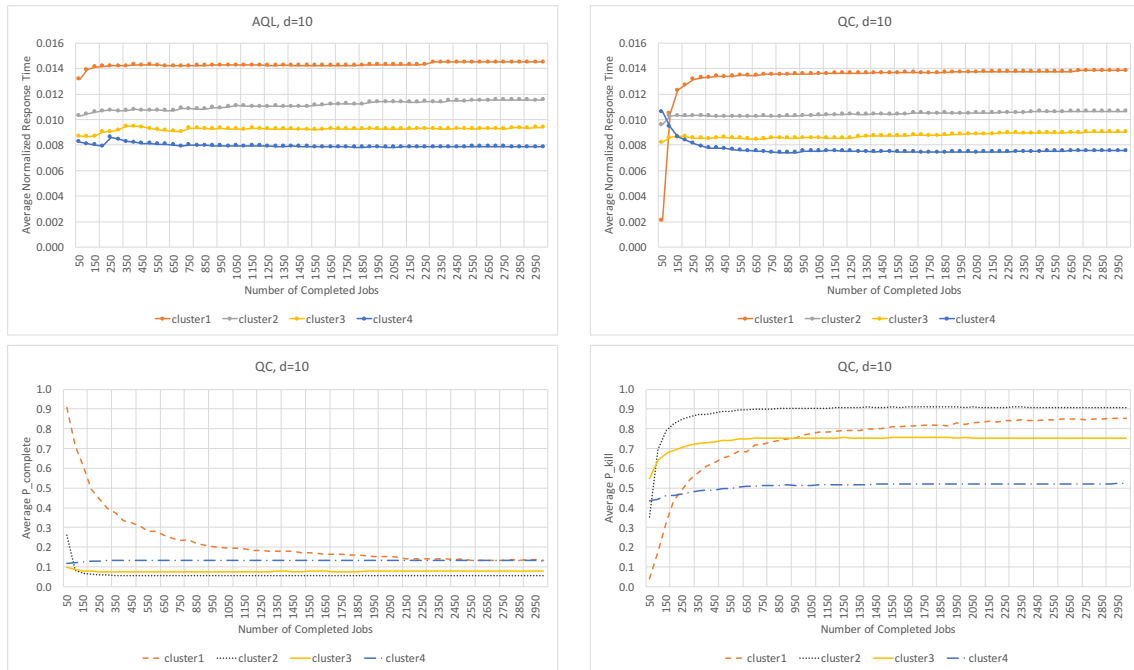 AQL, d=10
Average Normalized Response Time
0.016
0.014
0.012
0.010
0.008
0.006
0.004
0.002
0.000
50 150 250 350 450 550 650 750 850 950 1050 1150 1250 1350 1450 1550 1650 1750 1850 1950 2050 2150 2250 2350 2450 2550 2650 2750 2850 2950
Number of Completed Jobs
cluster1 cluster2 cluster3 cluster4
QC, d=10
Average Normalized Response Time
0.016
0.014
0.012
0.010
0.008
0.006
0.004
0.002
0.000
50 150 250 350 450 550 650 750 850 950 1050 1150 1250 1350 1450 1550 1650 1750 1850 1950 2050 2150 2250 2350 2450 2550 2650 2750 2850 2950
Number of Completed Jobs
cluster1 cluster2 cluster3 cluster4
QC, d=10
Average P_complete
1.0
0.9
0.8
0.7
0.6
0.5
0.4
0.3
0.2
0.1
0.0
50 150 250 350 450 550 650 750 850 950 1050 1150 1250 1350 1450 1550 1650 1750 1850 1950 2050 2150 2250 2350 2450 2550 2650 2750 2850 2950
Number of Completed Jobs
cluster1 cluster2 cluster3 cluster4
QC, d=10
Average P_kill
1.0
0.9
0.8
0.7
0.6
0.5
0.4
0.3
0.2
0.1
0.0
50 150 250 350 450 550 650 750 850 950 1050 1150 1250 1350 1450 1550 1650 1750 1850 1950 2050 2150 2250 2350 2450 2550 2650 2750 2850 2950
Number of Completed Jobs
cluster1 cluster2 cluster3 cluster4